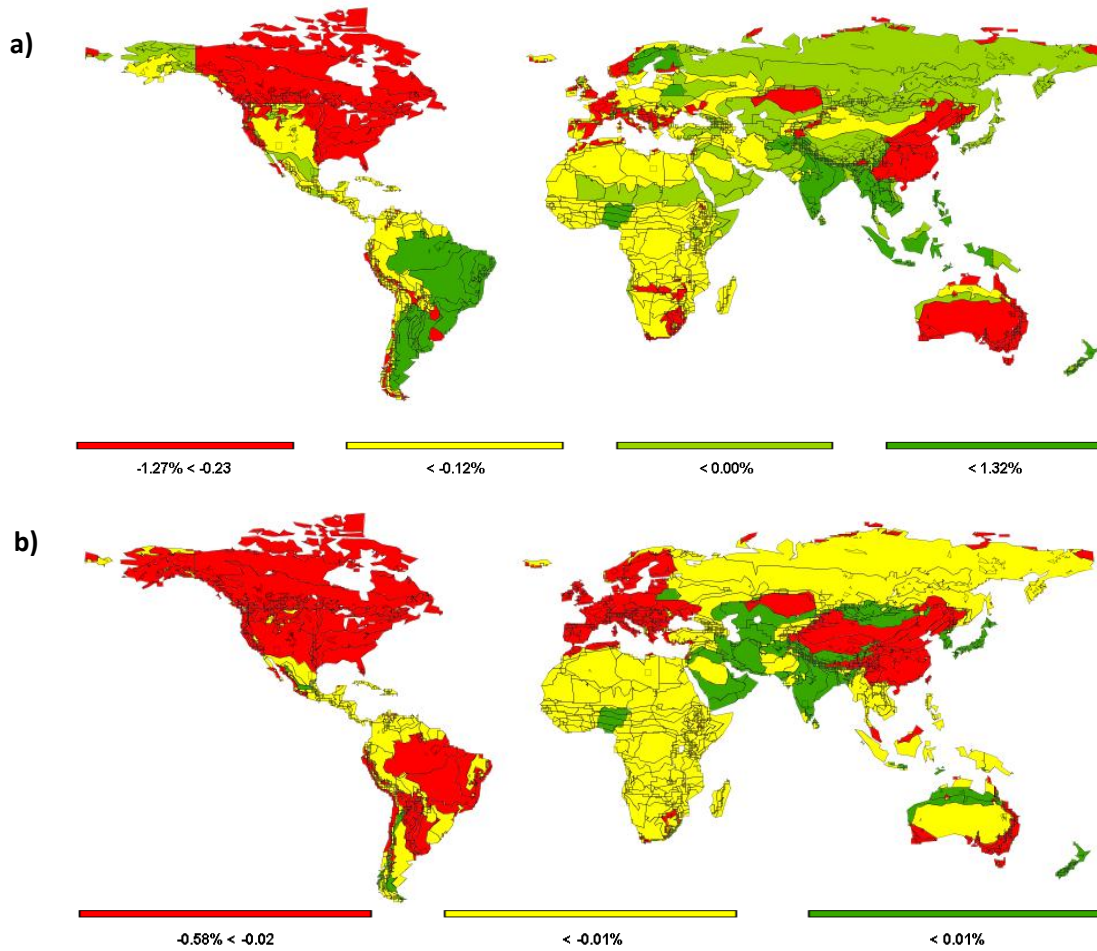 a)
-1.27% < -0.23
< -0.12%
< 0.00%
< 1.32%
b)
-0.58% < -0.02
< -0.01%
< 0.01%